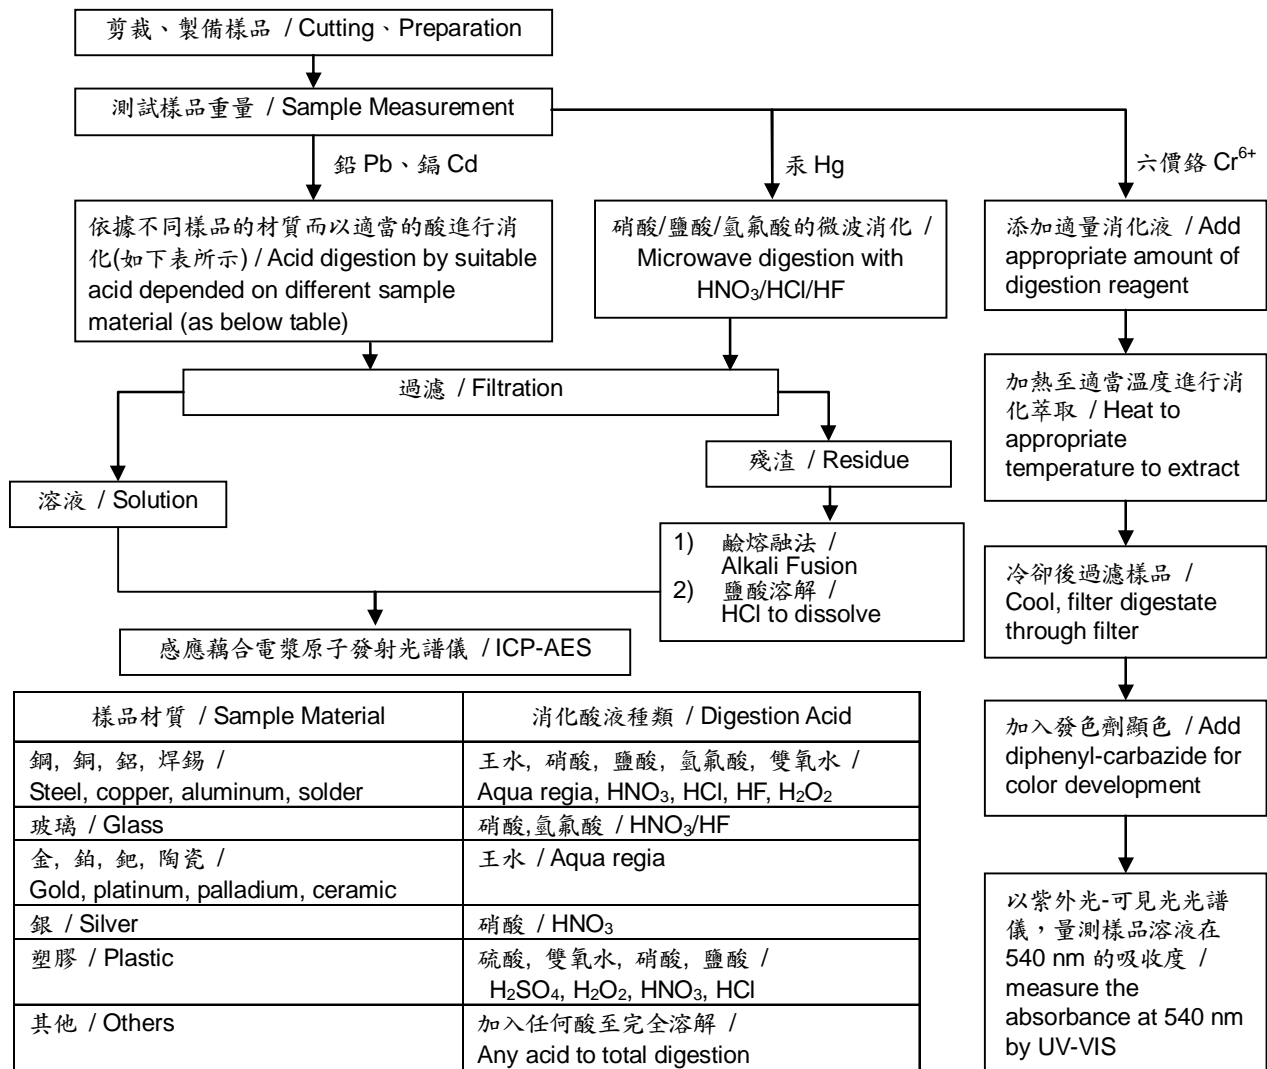 剪裁、製備樣品 / Cutting、Preparation
測試樣品重量 / Sample Measurement
鉛 Pb、鎘 Cd
汞 Hg
六價鉻 Cr⁶⁺
依據不同樣品的材質而以適當的酸進行消
化(如下表所示) / Acid digestion by suitable
acid depended on different sample
material (as below table)
硝酸/鹽酸/氫氟酸的微波消化 /
Microwave digestion with
HNO₃/HCl/HF
添加適量消化液 / Add
appropriate amount of
digestion reagent
過濾 / Filtration
加熱至適當溫度進行消
化萃取 / Heat to
appropriate
temperature to extract
溶液 / Solution
殘渣 / Residue
1) 鹼熔融法 /
Alkali Fusion
2) 鹽酸溶解 /
HCl to dissolve
冷卻後過濾樣品 /
Cool, filter digestate
through filter
感應藕合電漿原子發射光譜儀 / ICP-AES
加入發色劑顯色 / Add
diphenyl-carbazide for
color development
以紫外光-可見光光譜
儀，量測樣品溶液在
540 nm 的吸收度 /
measure the
absorbance at 540 nm
by UV-VIS
樣品材質 / Sample Material
消化酸液種類 / Digestion Acid
鋼, 銅, 鋁, 焊錫 /
Steel, copper, aluminum, solder
王水, 硝酸, 鹽酸, 氫氟酸, 雙氧水 /
Aqua regia, HNO₃, HCl, HF, H₂O₂
玻璃 / Glass
硝酸,氫氟酸 / HNO₃/HF
金, 鉑, 鈀, 陶瓷 /
Gold, platinum, palladium, ceramic
王水 / Aqua regia
銀 / Silver
硝酸 / HNO₃
塑膠 / Plastic
硫酸, 雙氧水, 硝酸, 鹽酸 /
H₂SO₄, H₂O₂, HNO₃, HCl
其他 / Others
加入任何酸至完全溶解 /
Any acid to total digestion